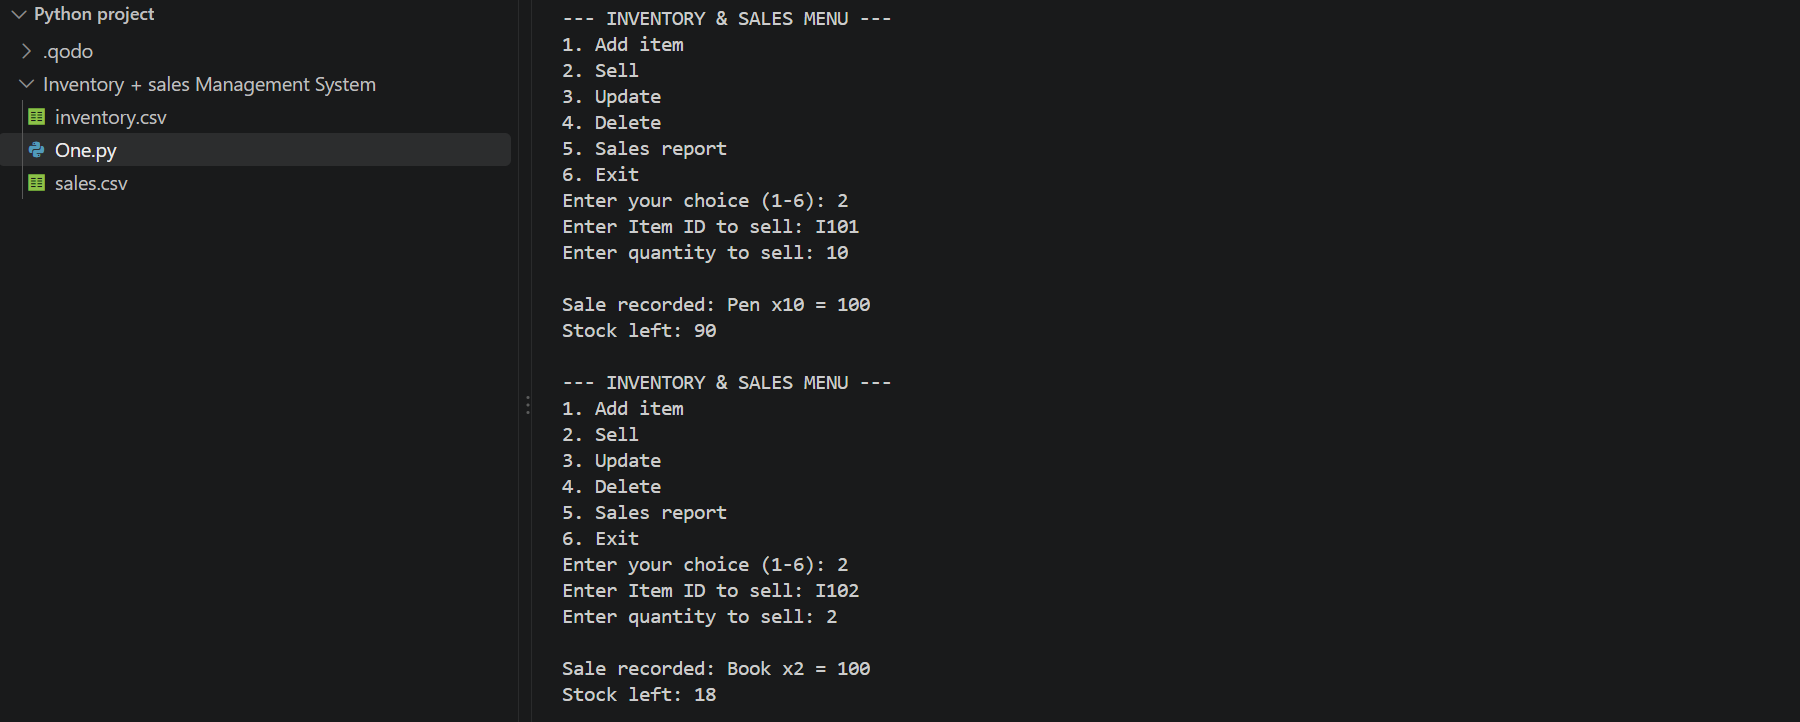 Python project
.qodo
Inventory + sales Management System
inventory.csv
One.py
sales.csv
--- INVENTORY & SALES MENU ---
1. Add item
2. Sell
3. Update
4. Delete
5. Sales report
6. Exit
Enter your choice (1-6): 2
Enter Item ID to sell: I101
Enter quantity to sell: 10
Sale recorded: Pen x10 = 100
Stock left: 90
--- INVENTORY & SALES MENU ---
1. Add item
2. Sell
3. Update
4. Delete
5. Sales report
6. Exit
Enter your choice (1-6): 2
Enter Item ID to sell: I102
Enter quantity to sell: 2
Sale recorded: Book x2 = 100
Stock left: 18